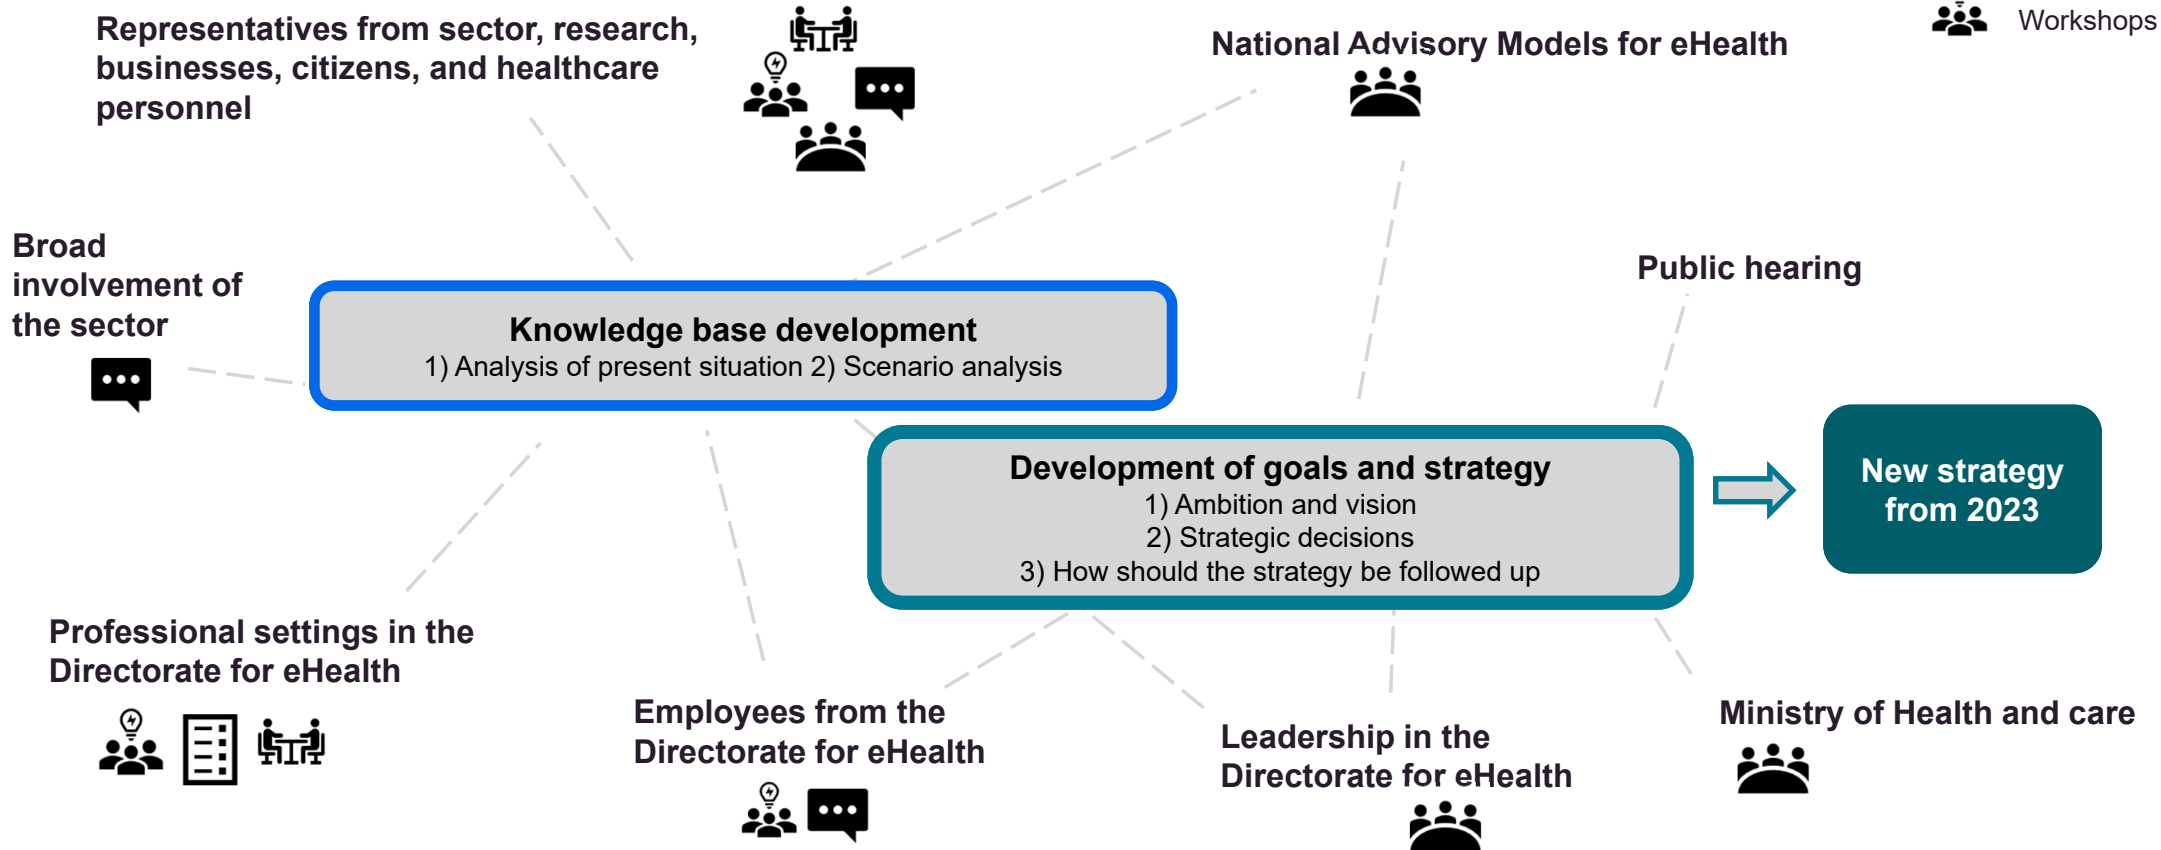 Representatives from sector, research,
businesses, citizens, and healthcare
personnel
National Advisory Models for eHealth
Workshops
Broad
involvement of
the sector
Public hearing
Knowledge base development
1) Analysis of present situation 2) Scenario analysis
Development of goals and strategy
1) Ambition and vision
2) Strategic decisions
3) How should the strategy be followed up
New strategy
from 2023
Professional settings in the
Directorate for eHealth
Employees from the
Directorate for eHealth
Leadership in the
Directorate for eHealth
Ministry of Health and care